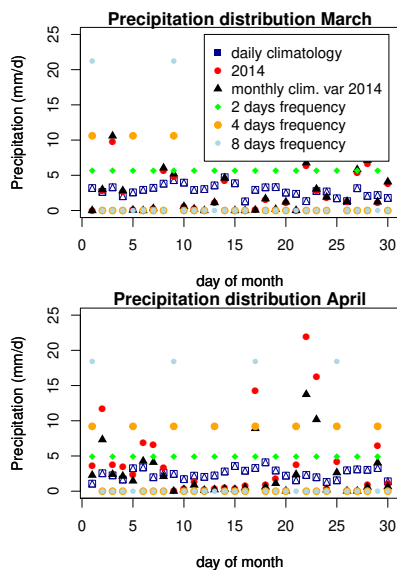 Precipitation distribution March
Precipitation (mm/d)
25
20
15
10
5
0
daily climatology
2014
monthly clim. var 2014
2 days frequency
4 days frequency
8 days frequency
0 5 10 15 20 25 30
day of month
Precipitation distribution April
Precipitation (mm/d)
25
20
15
10
5
0
0 5 10 15 20 25 30
day of month